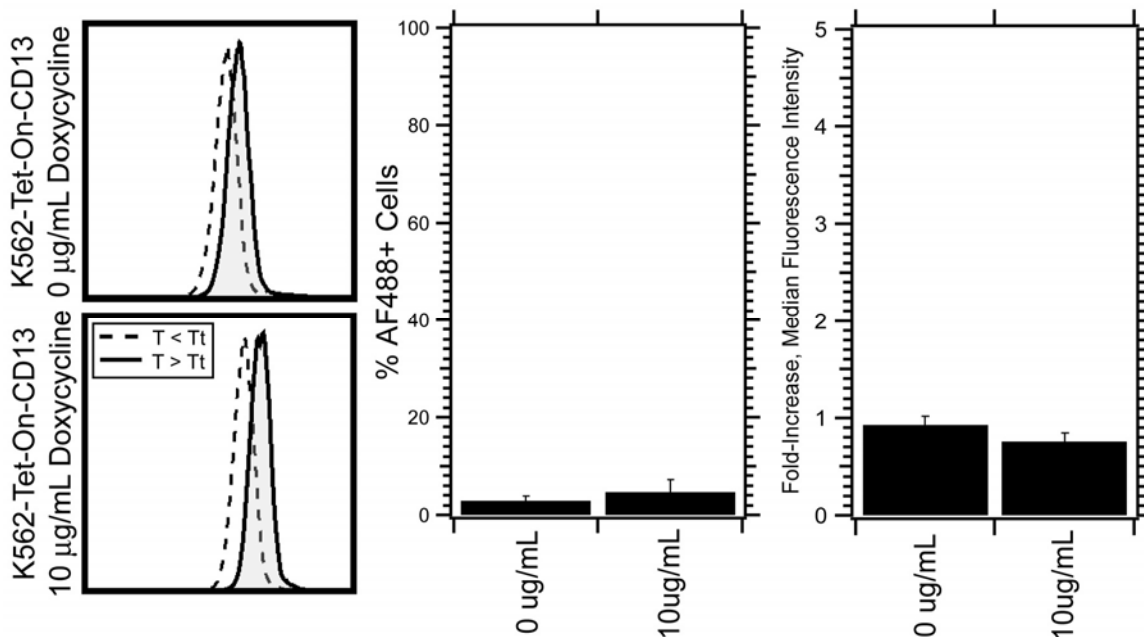 K562-Tet-On-CD13
0 μg/mL Doxycycline
K562-Tet-On-CD13
10 μg/mL Doxycycline
T < Tt
T > Tt
% AF488+ Cells
100
80
60
40
20
0
0 ug/mL
10ug/mL
Fold-Increase, Median Fluorescence Intensity
5
4
3
2
1
0
0 ug/mL
10ug/mL